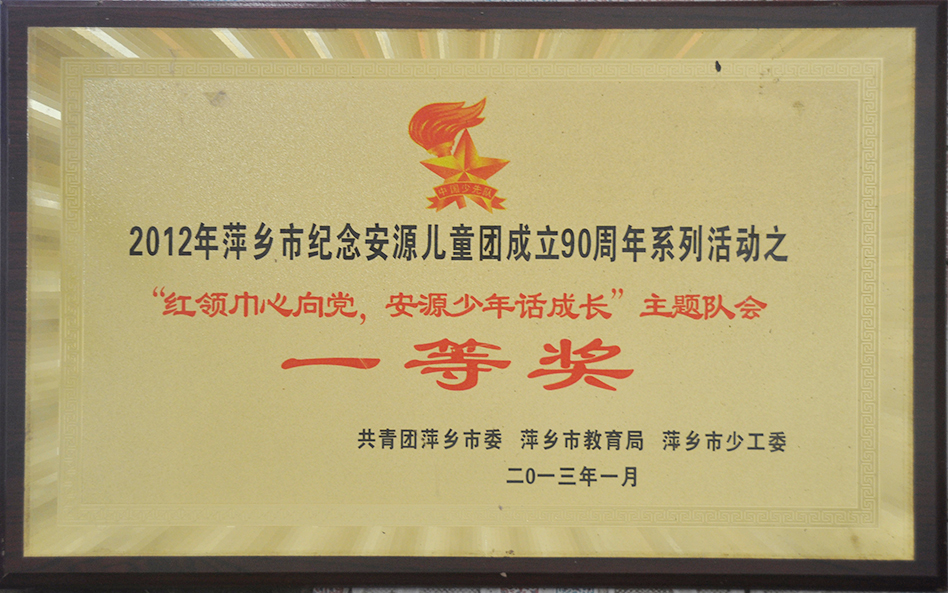 中国少先队
2012年萍乡市纪念安源儿童团成立90周年系列活动之
“红领巾心向党，安源少年话成长”主题队会
一等奖
共青团萍乡市委 萍乡市教育局 萍乡市少工委
二0一三年一月